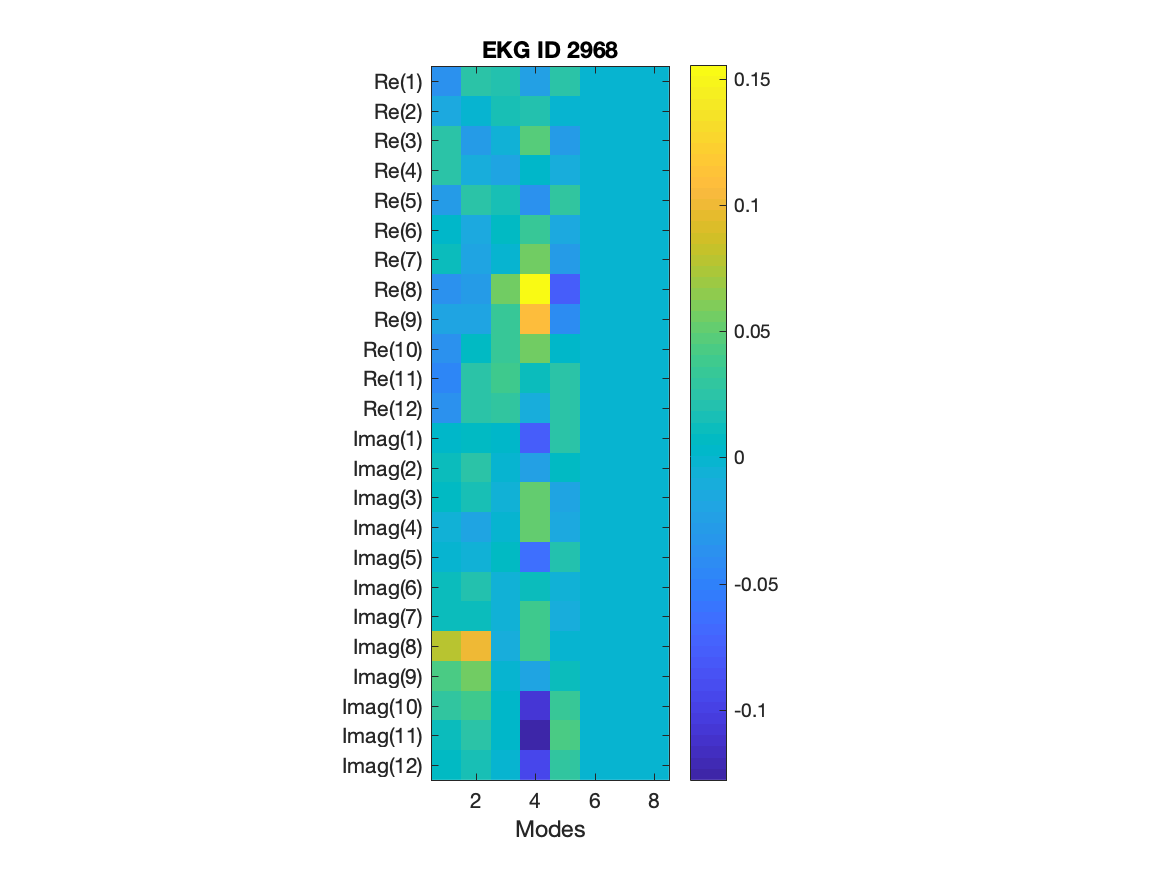 EKG ID 2968
Re(1)
Re(2)
Re(3)
Re(4)
Re(5)
Re(6)
Re(7)
Re(8)
Re(9)
Re(10)
Re(11)
Re(12)
Imag(1)
Imag(2)
Imag(3)
Imag(4)
Imag(5)
Imag(6)
Imag(7)
Imag(8)
Imag(9)
Imag(10)
Imag(11)
Imag(12)
2 4 6 8
Modes
0.15
0.1
0.05
0
-0.05
-0.1